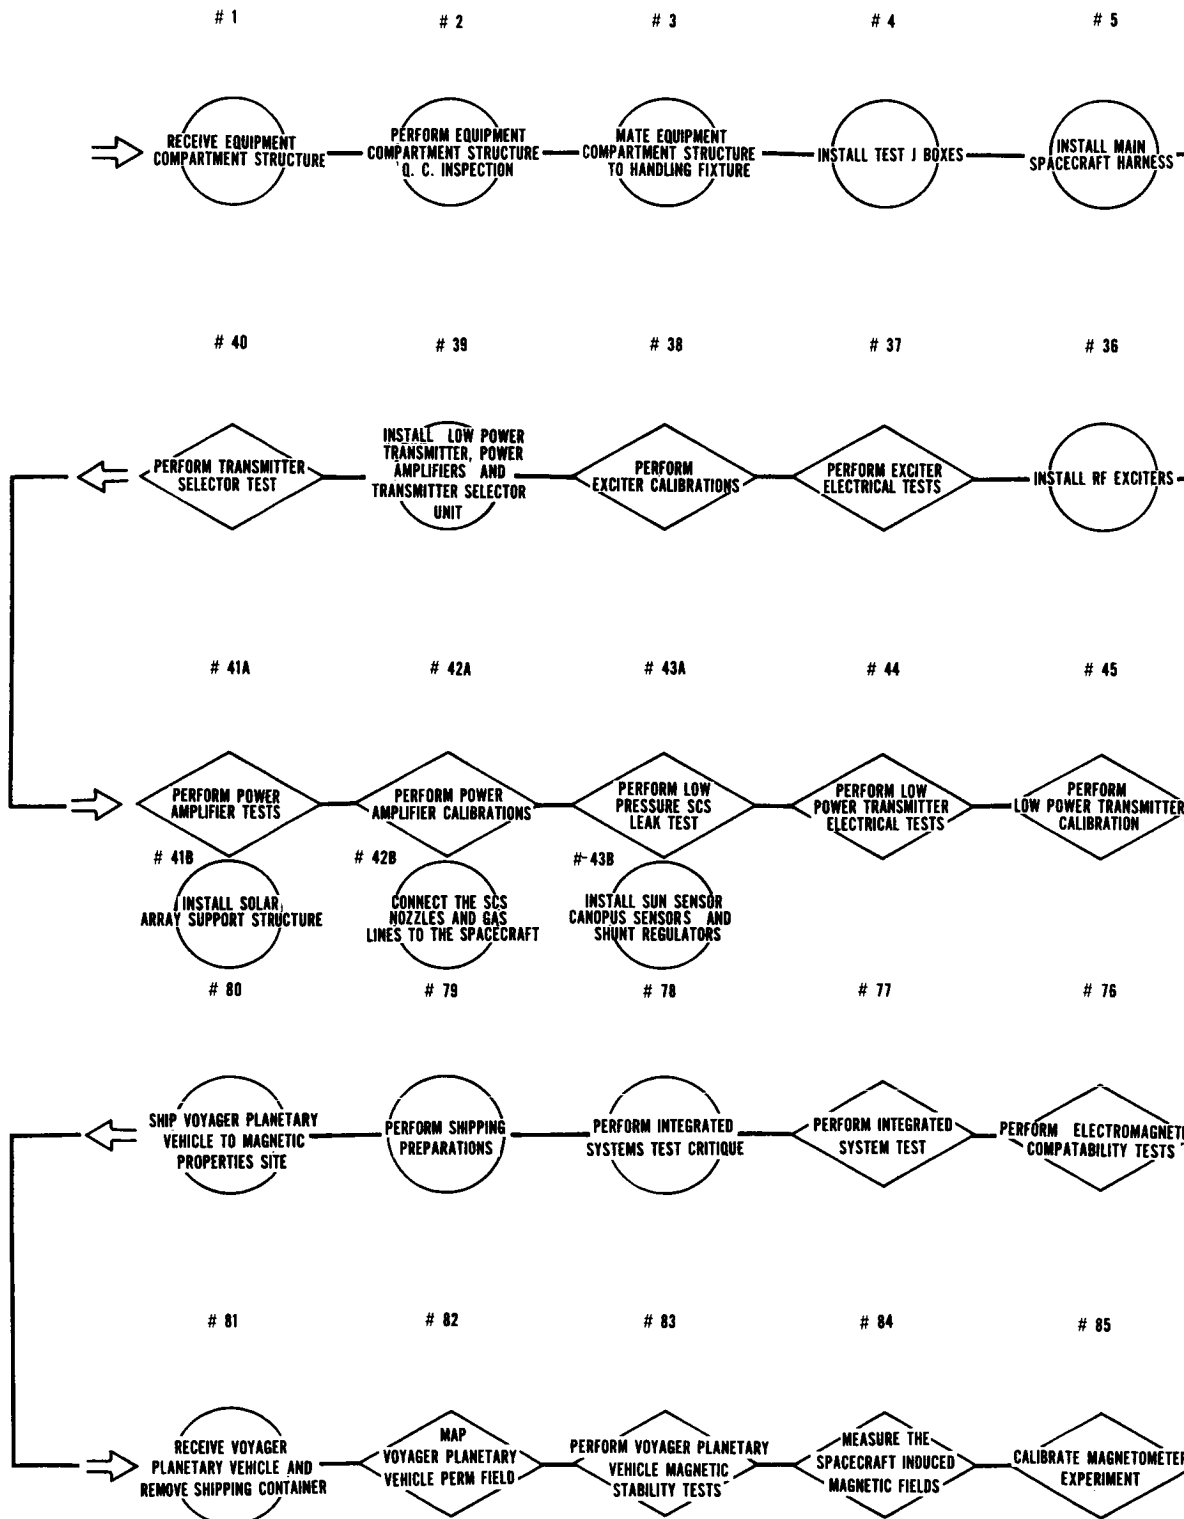 # 1
# 2
# 3
# 4
# 5
RECEIVE EQUIPMENT
COMPARTMENT STRUCTURE
PERFORM EQUIPMENT
COMPARTMENT STRUCTURE
Q. C. INSPECTION
MATE EQUIPMENT
COMPARTMENT STRUCTURE
TO HANDLING FIXTURE
INSTALL TEST J BOXES
INSTALL MAIN
SPACECRAFT HARNESS
# 40
# 39
# 38
# 37
# 36
PERFORM TRANSMITTER
SELECTOR TEST
INSTALL LOW POWER
TRANSMITTER, POWER
AMPLIFIERS AND
TRANSMITTER SELECTOR
UNIT
PERFORM
EXCITER CALIBRATIONS
PERFORM EXCITER
ELECTRICAL TESTS
INSTALL RF EXCITERS
# 41A
# 42A
# 43A
# 44
# 45
PERFORM POWER
AMPLIFIER TESTS
PERFORM POWER
AMPLIFIER CALIBRATIONS
PERFORM LOW
PRESSURE SCS
LEAK TEST
PERFORM LOW
POWER TRANSMITTER
ELECTRICAL TESTS
PERFORM
LOW POWER TRANSMITTER
CALIBRATION
# 41B
# 42B
# 43B
INSTALL SOLAR
ARRAY SUPPORT STRUCTURE
CONNECT THE SCS
NOZZLES AND GAS
LINES TO THE SPACECRAFT
INSTALL SUN SENSOR
CANOPUS SENSORS AND
SHUNT REGULATORS
# 80
# 79
# 78
# 77
# 76
SHIP VOYAGER PLANETARY
VEHICLE TO MAGNETIC
PROPERTIES SITE
PERFORM SHIPPING
PREPARATIONS
PERFORM INTEGRATED
SYSTEMS TEST CRITIQUE
PERFORM INTEGRATED
SYSTEM TEST
PERFORM ELECTROMAGNET
COMPATABILITY TESTS
# 81
# 82
# 83
# 84
# 85
RECEIVE VOYAGER
PLANETARY VEHICLE AND
REMOVE SHIPPING CONTAINER
MAP
VOYAGER PLANETARY
VEHICLE PERM FIELD
PERFORM VOYAGER PLANETARY
VEHICLE MAGNETIC
STABILITY TESTS
MEASURE THE
SPACECRAFT INDUCED
MAGNETIC FIELDS
CALIBRATE MAGNETOMETER
EXPERIMENT